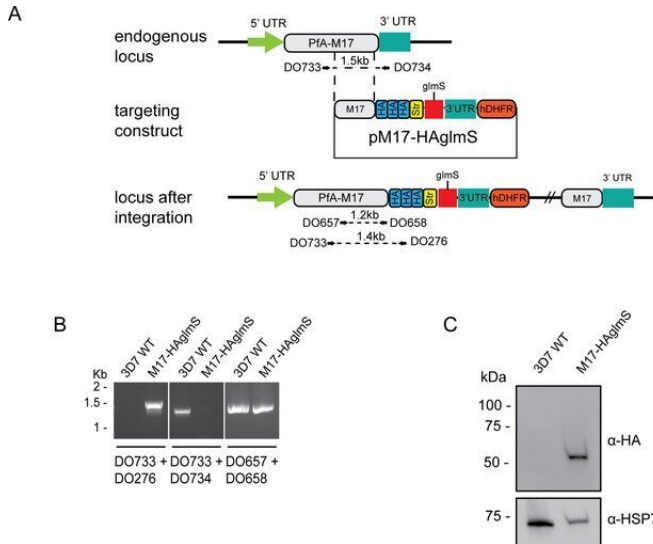 A
endogenous locus
5' UTR
3' UTR
PfA-M17
1.5kb
DO733
DO734
targeting construct
glmS
M17
HA
HA
HA
Str
3'UTR
hDHFR
pM17-HAglmS
locus after integration
5' UTR
glmS
3' UTR
PfA-M17
HA
HA
HA
Str
3'UTR
hDHFR
//
M17
1.2kb
DO657
DO658
1.4kb
DO733
DO276
B
3D7 WT
M17-HAglmS
3D7 WT
M17-HAglmS
3D7 WT
M17-HAglmS
Kb
2 -
1.5 -
1 -
DO733 + DO276
DO733 + DO734
DO657 + DO658
C
3D7 WT
M17-HAglmS
kDa
100 -
75 -
50 -
α-HA
75 -
α-HSP7